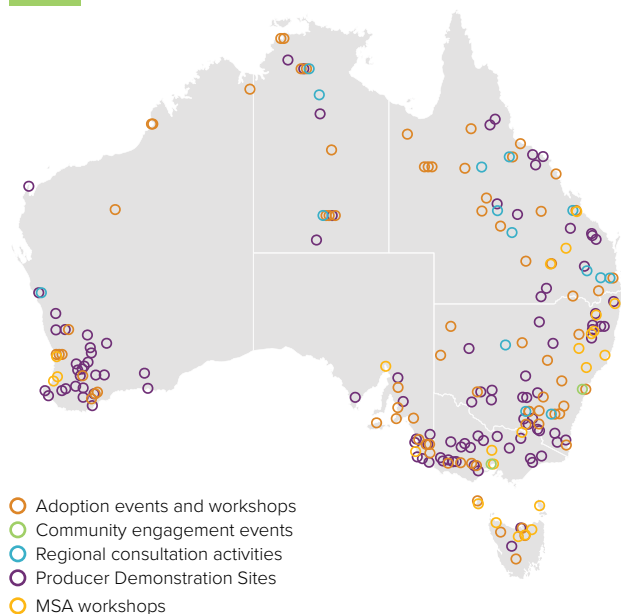 Adoption events and workshops
Community engagement events
Regional consultation activities
Producer Demonstration Sites
MSA workshops